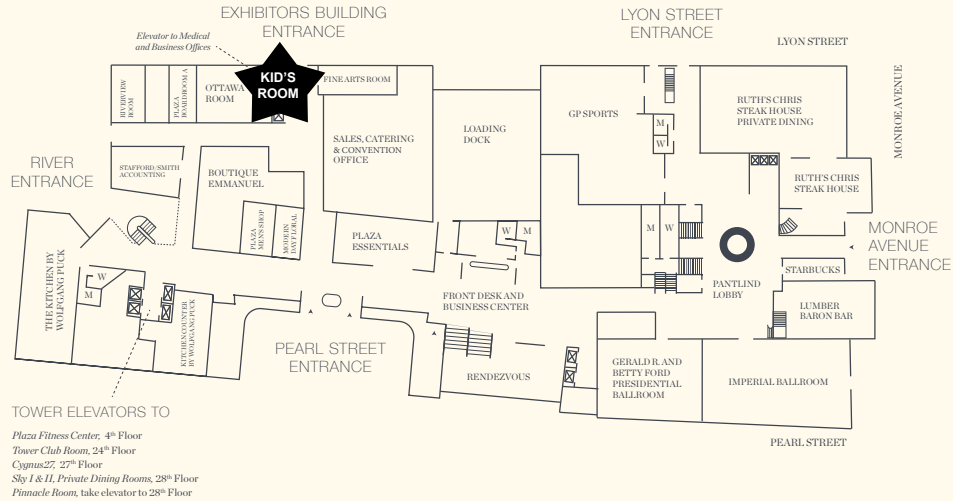 EXHIBITORS BUILDING
ENTRANCE
LYON STREET
ENTRANCE
LYON STREET
Elevator to Medical
and Business Offices
KID'S
ROOM
RIVERVIEW
ROOM
PLAZA
BOARDROOM A
OTTAWA
ROOM
FINE ARTS ROOM
SALES, CATERING
& CONVENTION
OFFICE
LOADING
DOCK
GP SPORTS
M
W
RUTH'S CHRIS
STEAK HOUSE
PRIVATE DINING
MONROE AVENUE
RIVER
ENTRANCE
STAFFORD/SMITH
ACCOUNTING
BOUTIQUE
EMMANUEL
RUTH'S CHRIS
STEAK HOUSE
PLAZA
MEN'S SHOP
MODERN
DAY FLORAL
PLAZA
ESSENTIALS
W
M
M
W
MONROE
AVENUE
ENTRANCE
THE KITCHEN BY
WOLFGANG PUCK
W
M
STARBUCKS
PANTLIND
LOBBY
FRONT DESK AND
BUSINESS CENTER
KITCHEN COUNTER
BY WOLFGANG PUCK
LUMBER
BARON BAR
PEARL STREET
ENTRANCE
RENDEZVOUS
GERALD R. AND
BETTY FORD
PRESIDENTIAL
BALLROOM
IMPERIAL BALLROOM
PEARL STREET
TOWER ELEVATORS TO
Plaza Fitness Center, 4th Floor
Tower Club Room, 24th Floor
Cygnus27, 27th Floor
Sky I & II, Private Dining Rooms, 28th Floor
Pinnacle Room, take elevator to 28th Floor